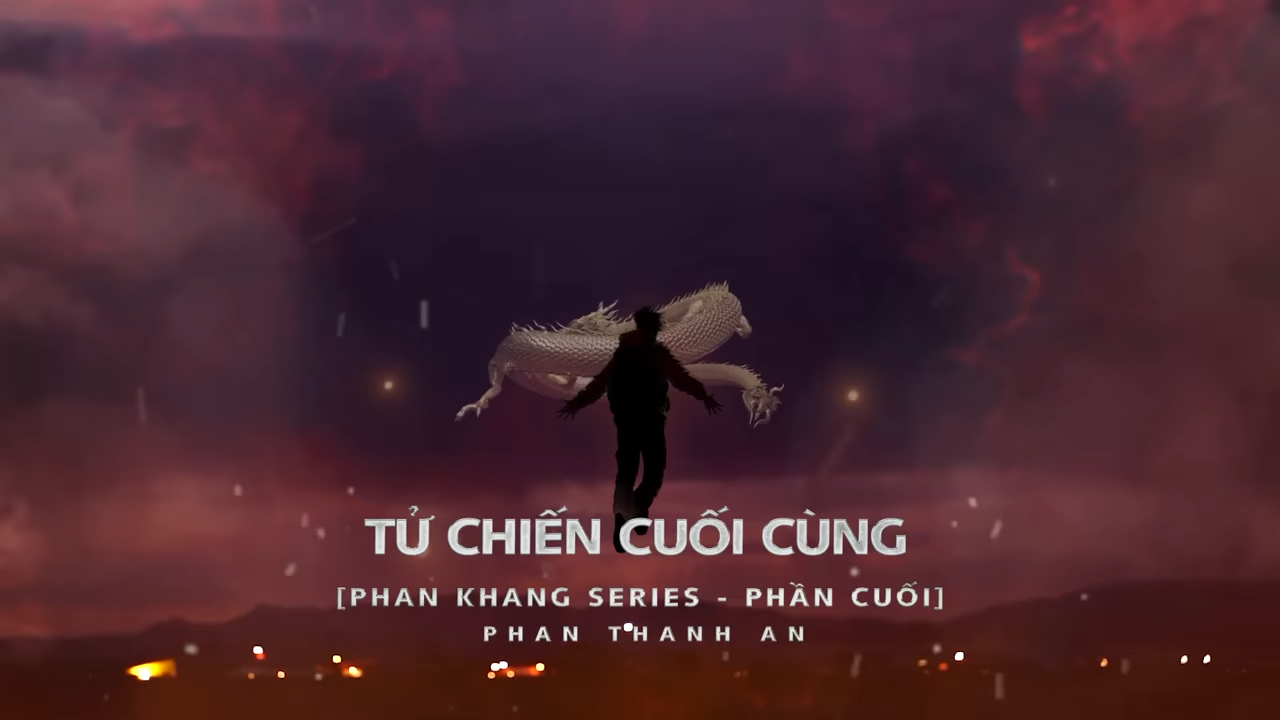 TỬ CHIẾN CUỐI CÙNG
[PHAN KHANG SERIES - PHẦN CUỐI]
PHAN THANH AN